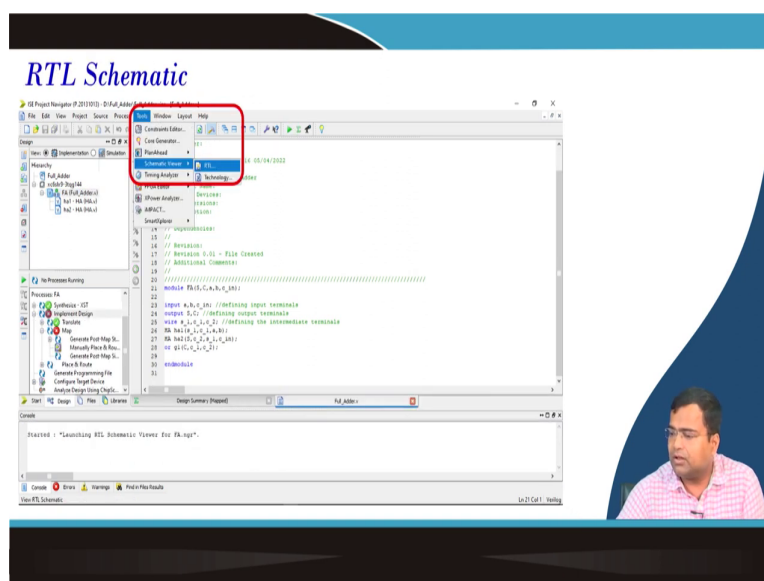 RTL Schematic
ISE Project Navigator (P.20131013) - D:\Full_Adder\
File Edit View Project Source Process Tools Window Layout Help
Constraints Editor...
Core Generator...
PlanAhead
Schematic Viewer RTL...
Timing Analyzer Technology...
FPGA Editor
XPower Analyzer...
iMPACT...
SmartXplorer
Design
View: Implementation Simulation
Hierarchy
Full_Adder
FA (Full_Adder.v)
ha1 - HA (HA.v)
ha2 - HA (HA.v)
No Processes Running
Processes: FA
Synthesize - XST
Implement Design
Translate
Map
Generate Post-Map St...
Manually Place & Rou...
Generate Post-Map Si...
Place & Route
Generate Programming File
Configure Target Device
Analyze Design Using ChipSc...
05/04/2022
14 // Dependencies:
15 //
16 // Revision:
17 // Revision 0.01 - File Created
18 // Additional Comments:
19 //
20
21 module FA(S,C,a,b,c_in);
22
23 input a,b,c_in; //defining input terminals
24 output S,C; //defining output terminals
25 wire s_1,c_1,c_2; //defining the intermediate terminals
26 HA ha1(s_1,c_1,a,b);
27 HA ha2(S,c_2,s_1,c_in);
28 or g1(C,c_1,c_2);
29
30 endmodule
31
Start Design Files Libraries Design Summary (Mapped) Full_Adder.v
Console
Started : "Launching RTL Schematic Viewer for FA.ngr".
Console Errors Warnings Find in Files Results
View RTL Schematic Ln 21 Col 1 Verilog